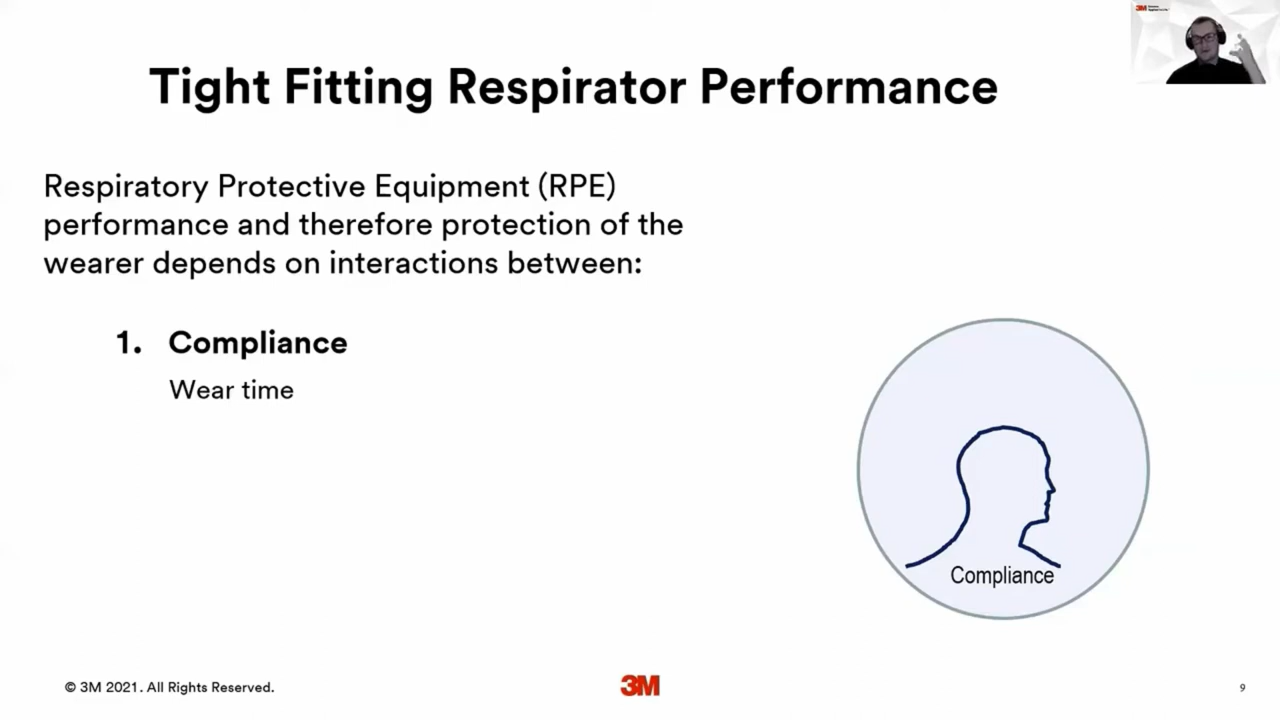 3M
Tight Fitting Respirator Performance
Respiratory Protective Equipment (RPE)
performance and therefore protection of the
wearer depends on interactions between:
1. Compliance
Wear time
Compliance
© 3M 2021. All Rights Reserved.
3M
9